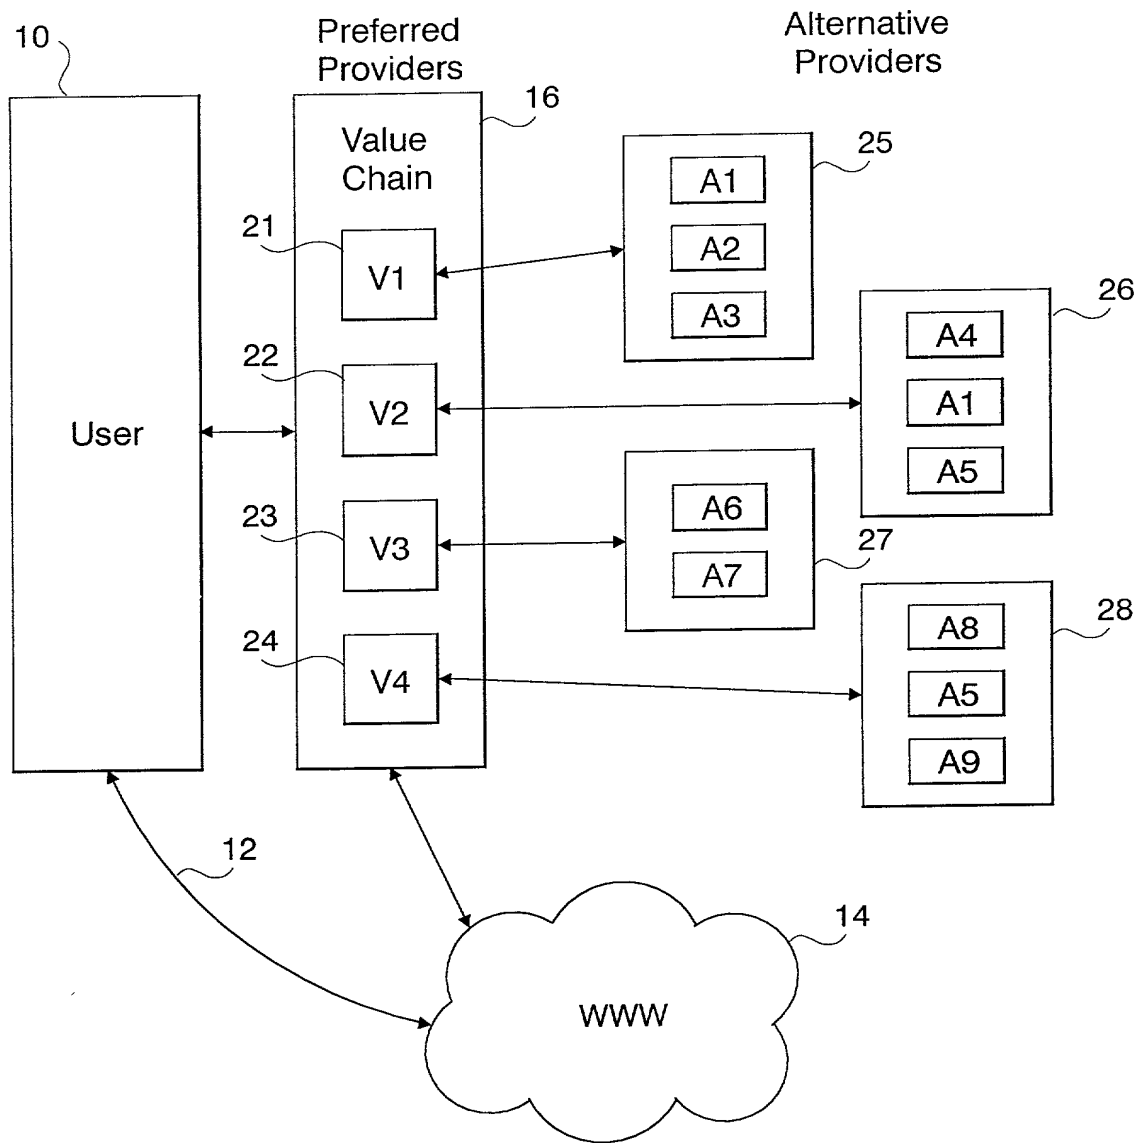 10
Preferred
Providers
Alternative
Providers
16
Value
Chain
25
A1
A2
A3
21
V1
26
A4
A1
A5
22
V2
User
23
V3
A6
A7
27
24
V4
28
A8
A5
A9
12
14
WWW